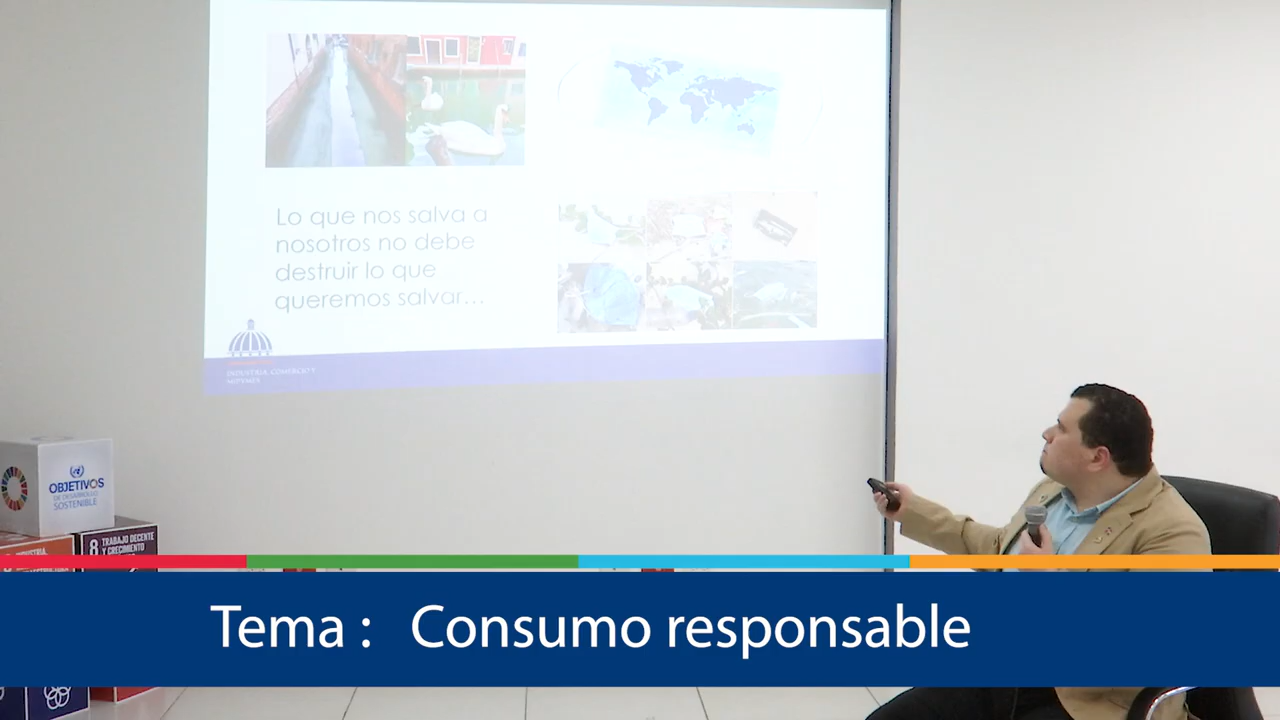 Lo que nos salva a
nosotros no debe
destruir lo que
queremos salvar...
INDUSTRIA, COMERCIO Y
MIPYMES
OBJETIVOS
DE DESARROLLO
SOSTENIBLE
8 TRABAJO DECENTE
Y CRECIMIENTO
INDUSTRIA,
Tema : Consumo responsable